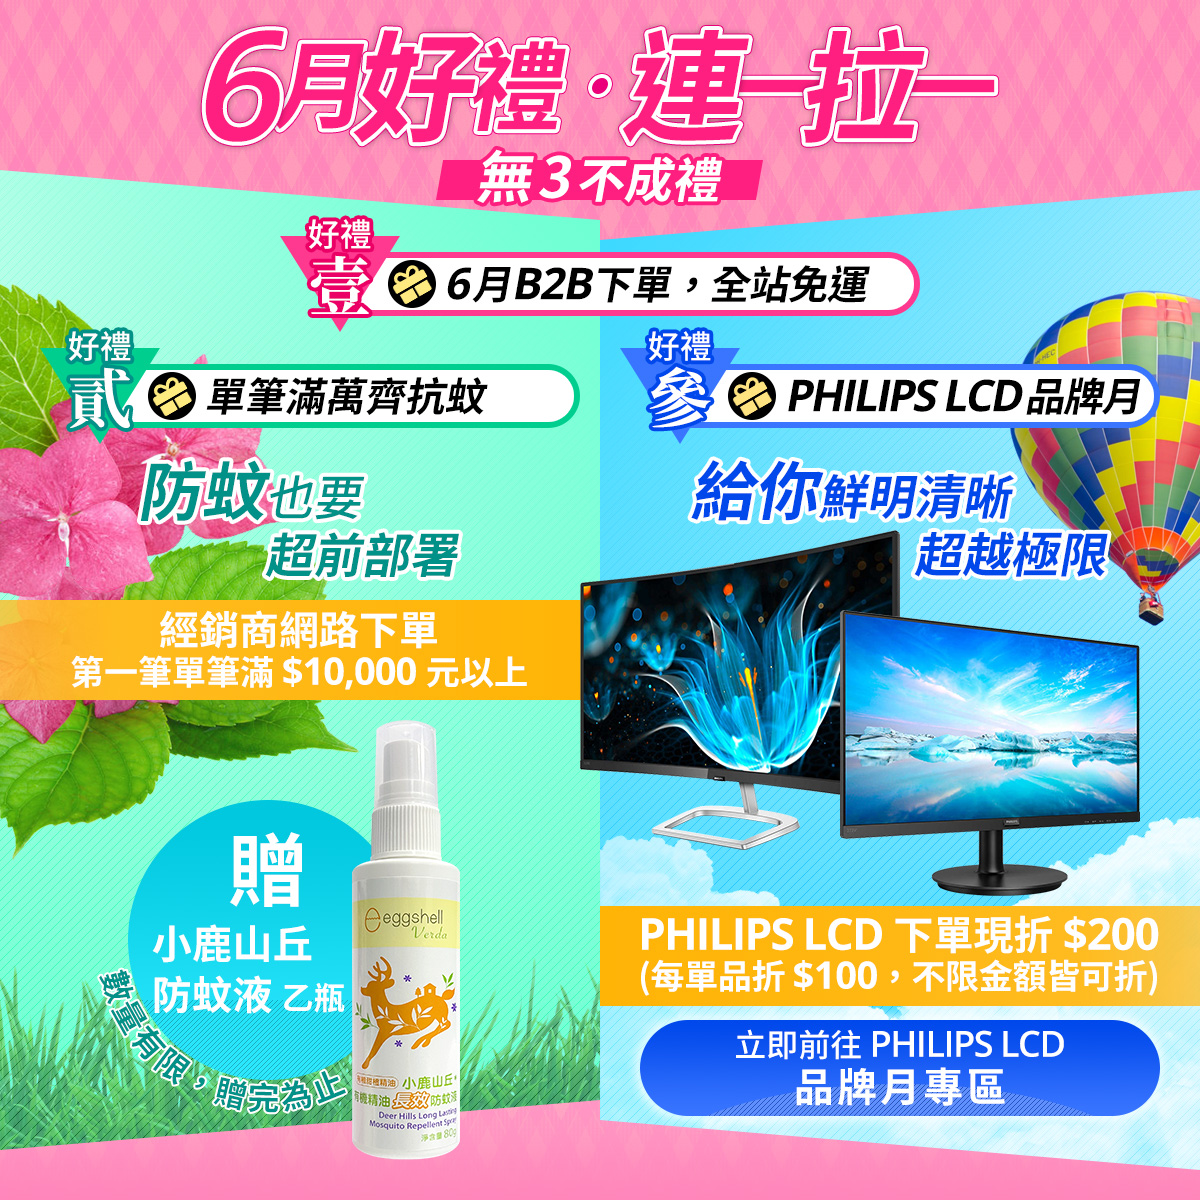 6月好禮·連一拉一
無3不成禮
好禮
壹
6月B2B下單，全站免運
好禮
貳
單筆滿萬齊抗蚊
防蚊也要
超前部署
經銷商網路下單
第一筆單筆滿 $10,000 元以上
贈
小鹿山丘
防蚊液 乙瓶
數量有限，贈完為止
eggshell
Verda
小鹿山丘
有機精油 長效防蚊液
Deer Hills Long Lasting
Mosquito Repellent Spray
淨含量 80g
好禮
參
PHILIPS LCD品牌月
給你鮮明清晰
超越極限
PHILIPS LCD 下單現折 $200
(每單品折 $100，不限金額皆可折)
立即前往 PHILIPS LCD
品牌月專區